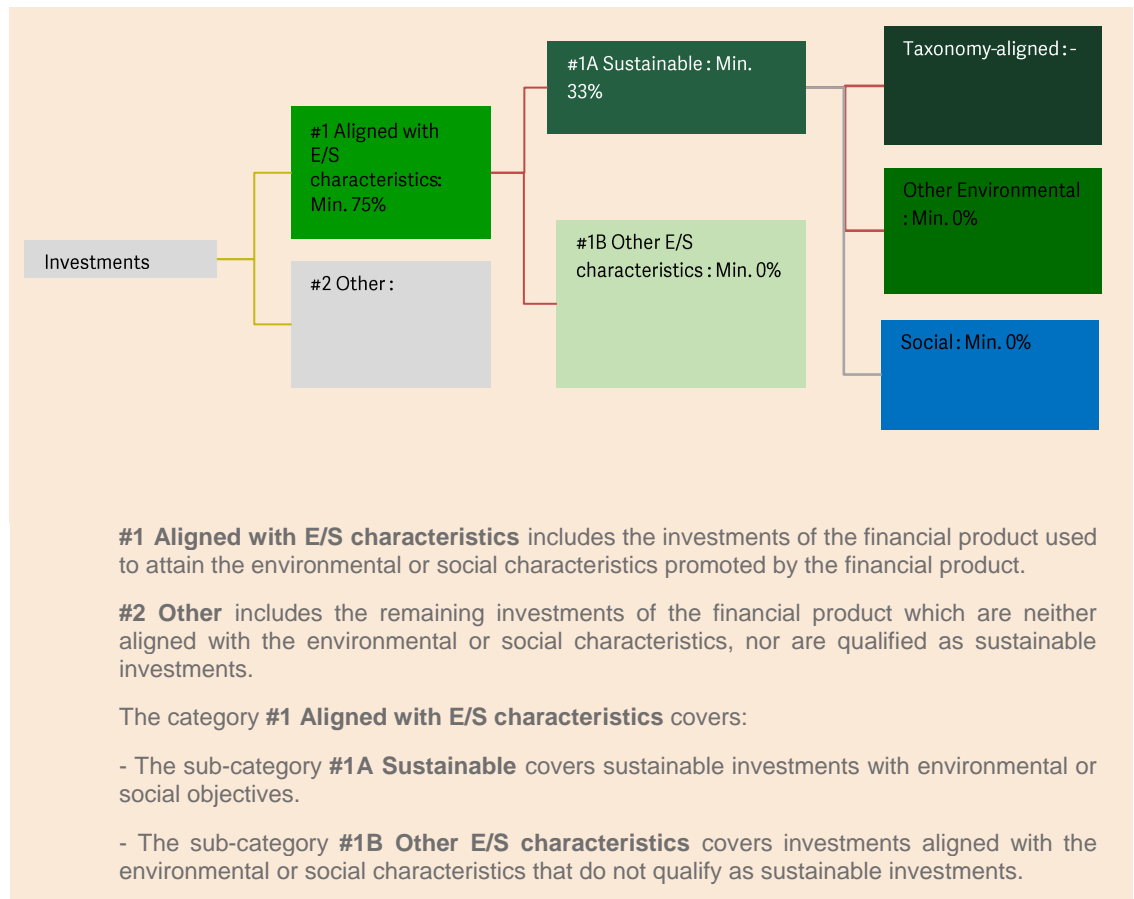 Investments
#1 Aligned with
E/S
characteristics:
Min. 75%
#2 Other :
#1A Sustainable : Min.
33%
#1B Other E/S
characteristics : Min. 0%
Taxonomy-aligned : -
Other Environmental
: Min. 0%
Social : Min. 0%
#1 Aligned with E/S characteristics includes the investments of the financial product used
to attain the environmental or social characteristics promoted by the financial product.
#2 Other includes the remaining investments of the financial product which are neither
aligned with the environmental or social characteristics, nor are qualified as sustainable
investments.
The category #1 Aligned with E/S characteristics covers:
- The sub-category #1A Sustainable covers sustainable investments with environmental or
social objectives.
- The sub-category #1B Other E/S characteristics covers investments aligned with the
environmental or social characteristics that do not qualify as sustainable investments.